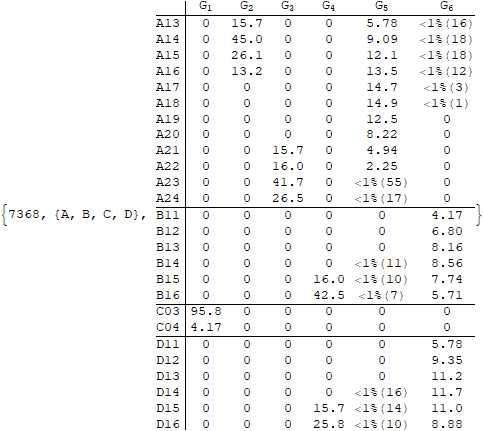 G1 G2 G3 G4 G5 G6
A13 0 15.7 0 0 5.78 <1%(16)
A14 0 45.0 0 0 9.09 <1%(18)
A15 0 26.1 0 0 12.1 <1%(18)
A16 0 13.2 0 0 13.5 <1%(12)
A17 0 0 0 0 14.7 <1%(3)
A18 0 0 0 0 14.9 <1%(1)
A19 0 0 0 0 12.5 0
A20 0 0 0 0 8.22 0
A21 0 0 15.7 0 4.94 0
A22 0 0 16.0 0 2.25 0
A23 0 0 41.7 0 <1%(55) 0
A24 0 0 26.5 0 <1%(17) 0
{7368, {A, B, C, D}, B11 0 0 0 0 0 4.17 }
B12 0 0 0 0 0 6.80
B13 0 0 0 0 0 8.16
B14 0 0 0 0 <1%(11) 8.56
B15 0 0 0 16.0 <1%(10) 7.74
B16 0 0 0 42.5 <1%(7) 5.71
C03 95.8 0 0 0 0 0
C04 4.17 0 0 0 0 0
D11 0 0 0 0 0 5.78
D12 0 0 0 0 0 9.35
D13 0 0 0 0 0 11.2
D14 0 0 0 0 <1%(16) 11.7
D15 0 0 0 15.7 <1%(14) 11.0
D16 0 0 0 25.8 <1%(10) 8.88